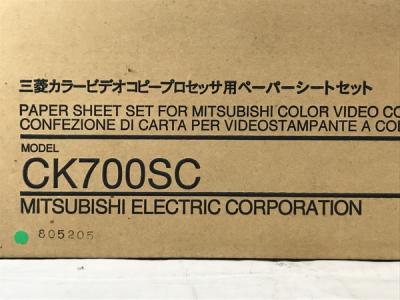 三菱カラービデオコピープロセッサ用ペーパーシートセット
PAPER SHEET SET FOR MITSUBISHI COLOR VIDEO CO
CONFEZIONE DI CARTA PER VIDEOSTAMPANTE A CO
MODEL
CK700SC
MITSUBISHI ELECTRIC CORPORATION
805205